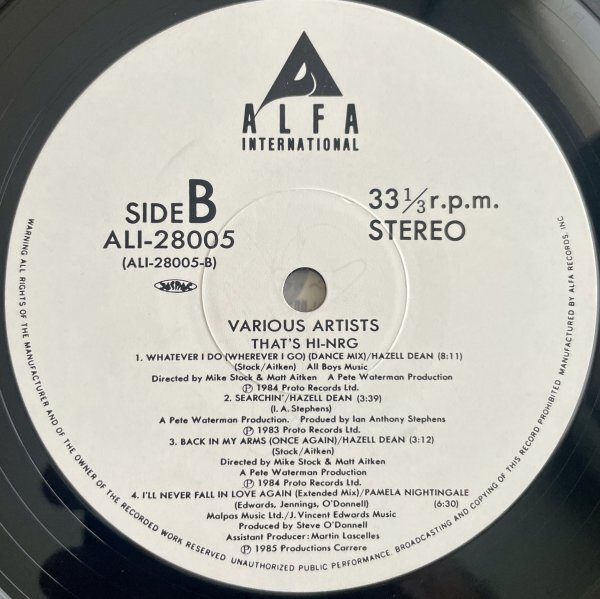 ALFA
INTERNATIONAL
SIDE B
ALI-28005
(ALI-28005-B)
JASRAC
33 1/3 r.p.m.
STEREO
VARIOUS ARTISTS
THAT'S HI-NRG
1. WHATEVER I DO (WHEREVER I GO) (DANCE MIX)/HAZELL DEAN (8:11)
(Stock/Aitken) All Boys Music
Directed by Mike Stock & Matt Aitken A Pete Waterman Production
Ⓟ 1984 Proto Records Ltd.
2. SEARCHIN'/HAZELL DEAN (3:39)
(I. A. Stephens)
A Pete Waterman Production. Produced by Ian Anthony Stephens
Ⓟ 1983 Proto Records Ltd.
3. BACK IN MY ARMS (ONCE AGAIN)/HAZELL DEAN (3:12)
(Stock/Aitken)
Directed by Mike Stock & Matt Aitken
A Pete Waterman Production
Ⓟ 1984 Proto Records Ltd.
4. I'LL NEVER FALL IN LOVE AGAIN (Extended Mix)/PAMELA NIGHTINGALE
(Edwards, Jennings, O'Donnell) (6:30)
Malpas Music Ltd./J. Vincent Edwards Music
Produced by Steve O'Donnell
Assistant Producer: Martin Lascelles
Ⓟ 1985 Productions Carrere
WARNING ALL RIGHTS OF THE MANUFACTURER AND OF THE OWNER OF THE RECORDED WORK RESERVED UNAUTHORIZED PUBLIC PERFORMANCE, BROADCASTING AND COPYING OF THIS RECORD PROHIBITED MANUFACTURED BY ALFA RECORDS, INC